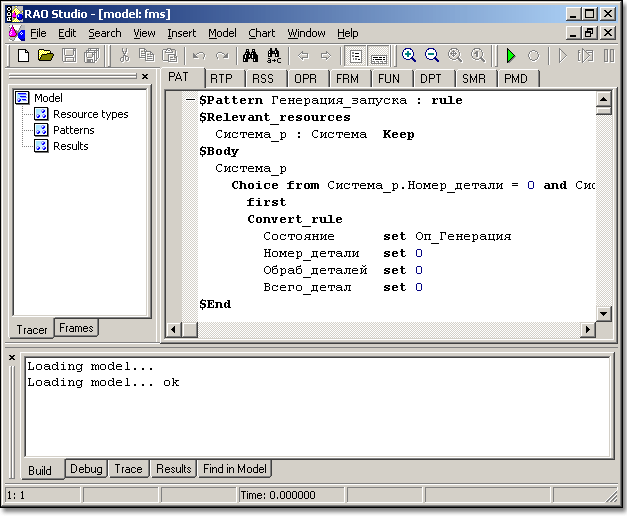 RAO Studio - [model: fms]
File Edit Search View Insert Model Chart Window Help
PAT RTP RSS OPR FRM FUN DPT SMR PMD
Model
Resource types
Patterns
Results
Tracer Frames
$Pattern Генерация_запуска : rule
$Relevant_resources
Система_р : Система Keep
$Body
Система_р
Choice from Система_р.Номер_детали = 0 and Сис
first
Convert_rule
Состояние set Оп_Генерация
Номер_детали set 0
Обраб_деталей set 0
Всего_детал set 0
$End
Loading model...
Loading model... ok
Build Debug Trace Results Find in Model
1: 1 Time: 0.000000